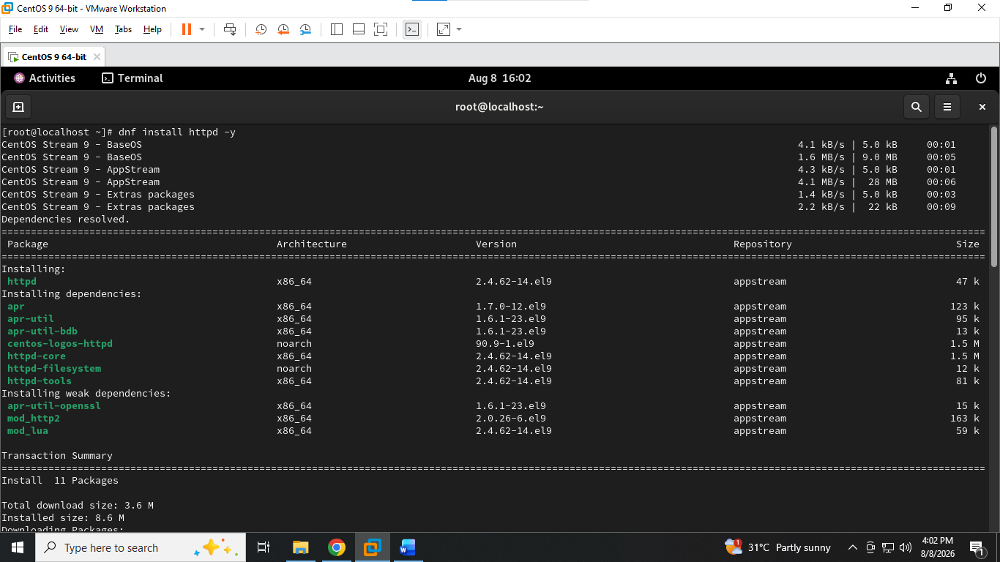 CentOS 9 64-bit - VMware Workstation
File Edit View VM Tabs Help
CentOS 9 64-bit
Activities Terminal Aug 8 16:02
root@localhost:~
[root@localhost ~]# dnf install httpd -y
CentOS Stream 9 - BaseOS 4.1 kB/s | 5.0 kB 00:01
CentOS Stream 9 - BaseOS 1.6 MB/s | 9.0 MB 00:05
CentOS Stream 9 - AppStream 4.3 kB/s | 5.0 kB 00:01
CentOS Stream 9 - AppStream 4.1 MB/s | 28 MB 00:06
CentOS Stream 9 - Extras packages 1.4 kB/s | 5.0 kB 00:03
CentOS Stream 9 - Extras packages 2.2 kB/s | 22 kB 00:09
Dependencies resolved.
Package Architecture Version Repository Size
Installing:
httpd x86_64 2.4.62-14.el9 appstream 47 k
Installing dependencies:
apr x86_64 1.7.0-12.el9 appstream 123 k
apr-util x86_64 1.6.1-23.el9 appstream 95 k
apr-util-bdb x86_64 1.6.1-23.el9 appstream 13 k
centos-logos-httpd noarch 90.9-1.el9 appstream 1.5 M
httpd-core x86_64 2.4.62-14.el9 appstream 1.5 M
httpd-filesystem noarch 2.4.62-14.el9 appstream 12 k
httpd-tools x86_64 2.4.62-14.el9 appstream 81 k
Installing weak dependencies:
apr-util-openssl x86_64 1.6.1-23.el9 appstream 15 k
mod_http2 x86_64 2.0.26-6.el9 appstream 163 k
mod_lua x86_64 2.4.62-14.el9 appstream 59 k
Transaction Summary
Install 11 Packages
Total download size: 3.6 M
Installed size: 8.6 M
Downloading Packages:
Type here to search 1 31°C Partly sunny 4:02 PM
8/8/2026 1